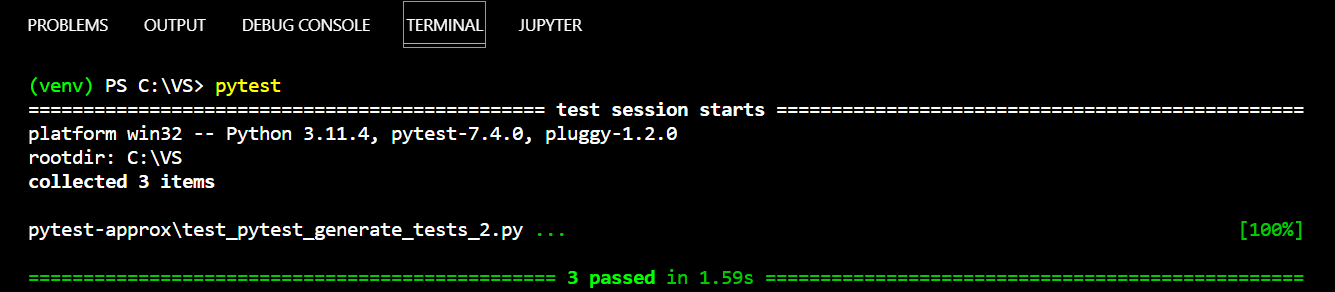 PROBLEMS OUTPUT DEBUG CONSOLE TERMINAL JUPYTER
(venv) PS C:\VS> pytest
=============================================== test session starts ================================================
platform win32 -- Python 3.11.4, pytest-7.4.0, pluggy-1.2.0
rootdir: C:\VS
collected 3 items
pytest-approx\test_pytest_generate_tests_2.py ... [100%]
================================================ 3 passed in 1.59s =================================================